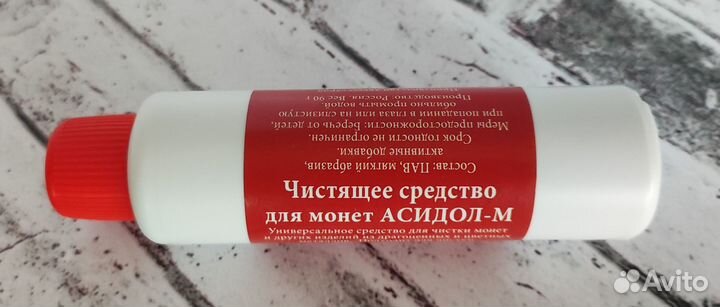 Чистящее средство
для монет АСИДОЛ-М
Универсальное средство для чистки монет
и других изделий из драгоценных и цветных
Состав: ПАВ, мягкий абразив,
активные добавки.
Срок годности не ограничен.
Меры предосторожности: Беречь от детей,
при попадании в глаза или на слизистую
обильно промыть водой.
Производство: Россия. Вес 90 г
Avito